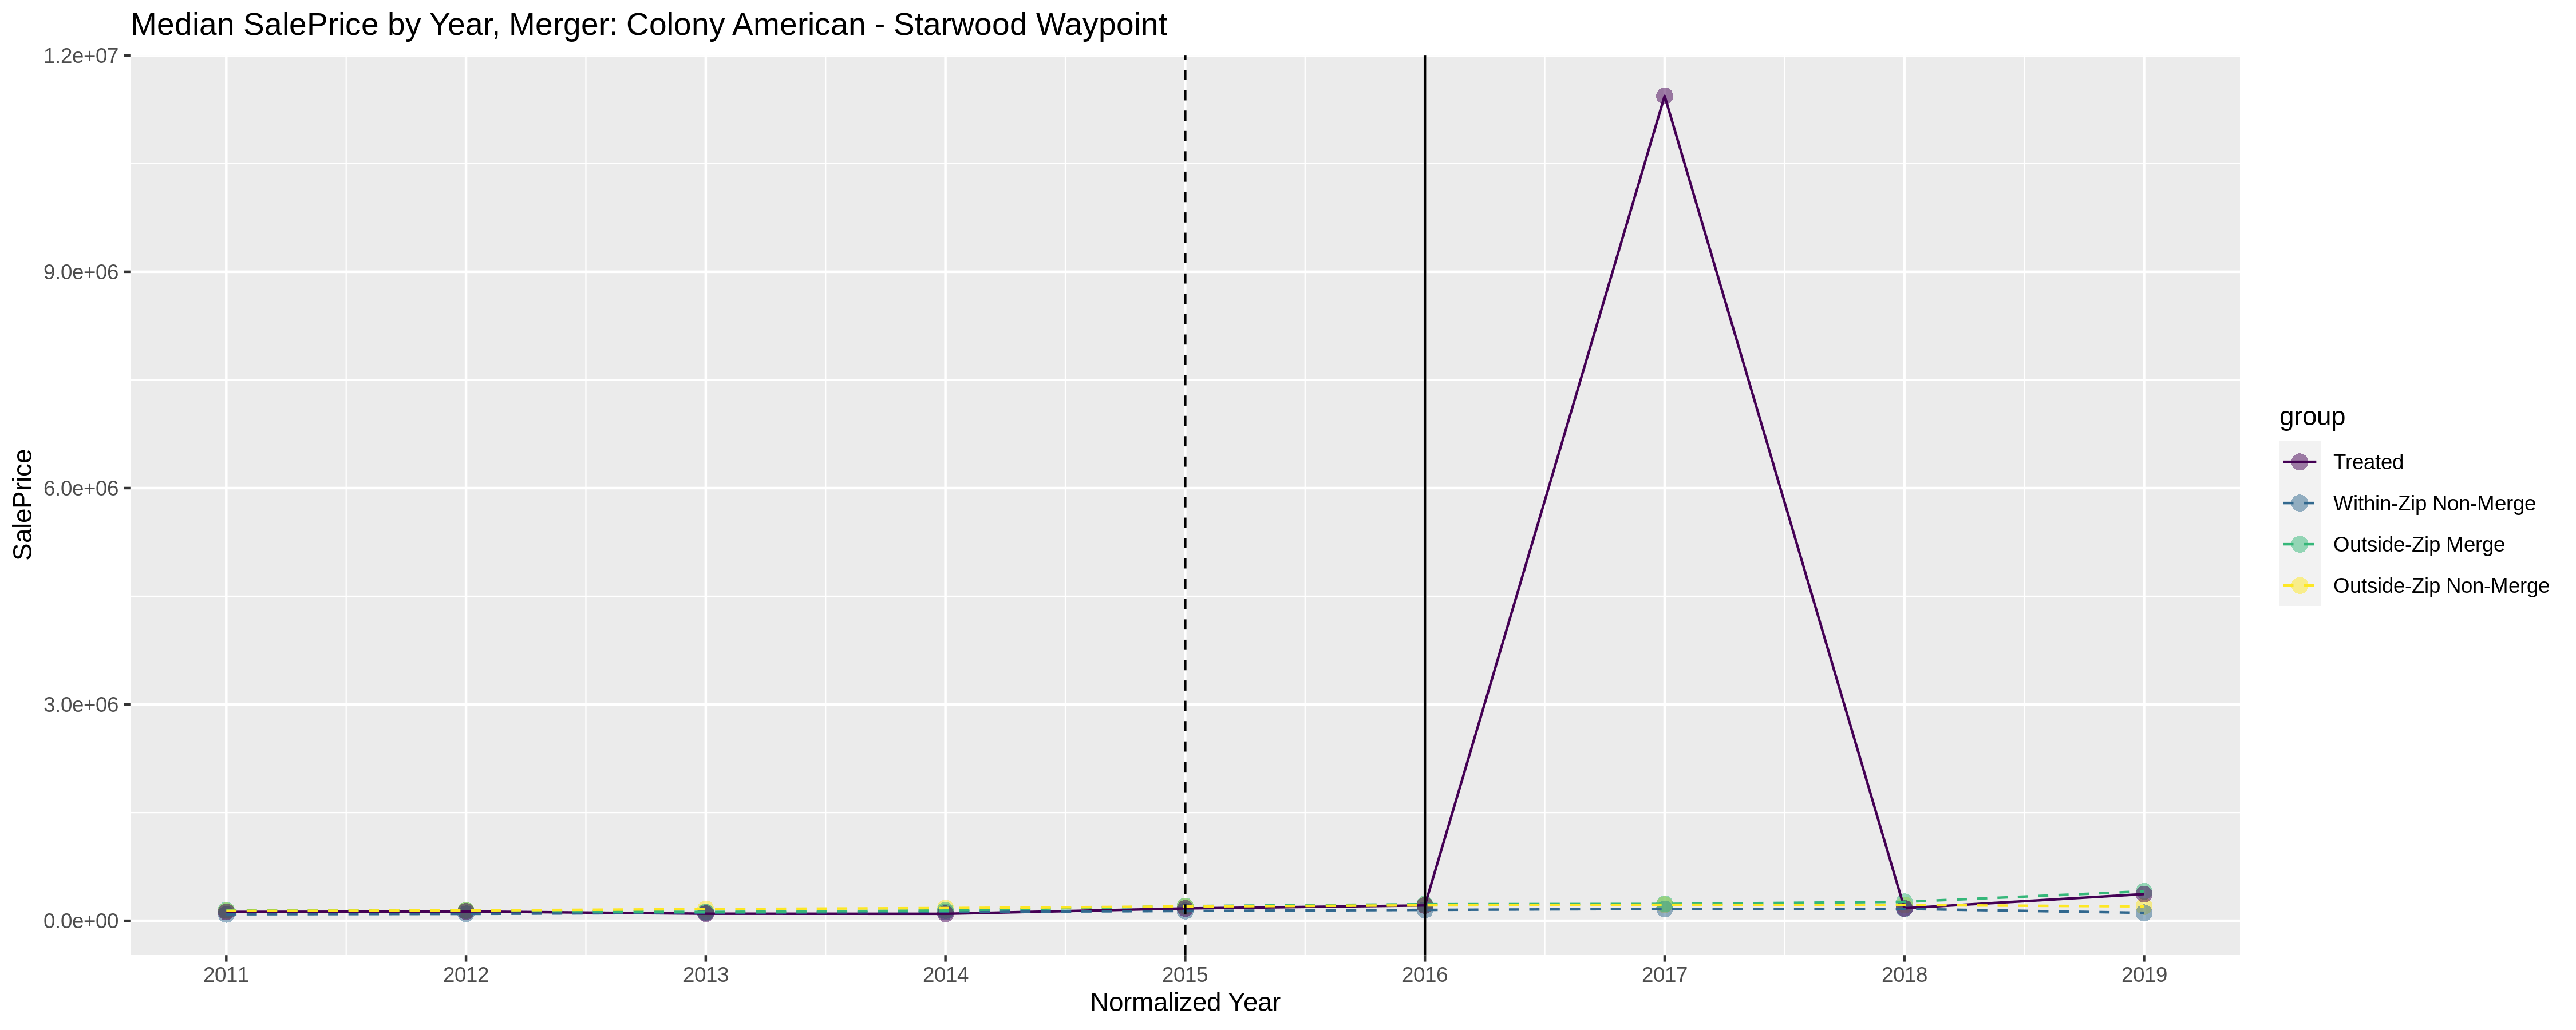 Median SalePrice by Year, Merger: Colony American - Starwood Waypoint
1.2e+07
9.0e+06
6.0e+06
3.0e+06
0.0e+00
SalePrice
2011 2012 2013 2014 2015 2016 2017 2018 2019
Normalized Year
group
Treated
Within-Zip Non-Merge
Outside-Zip Merge
Outside-Zip Non-Merge